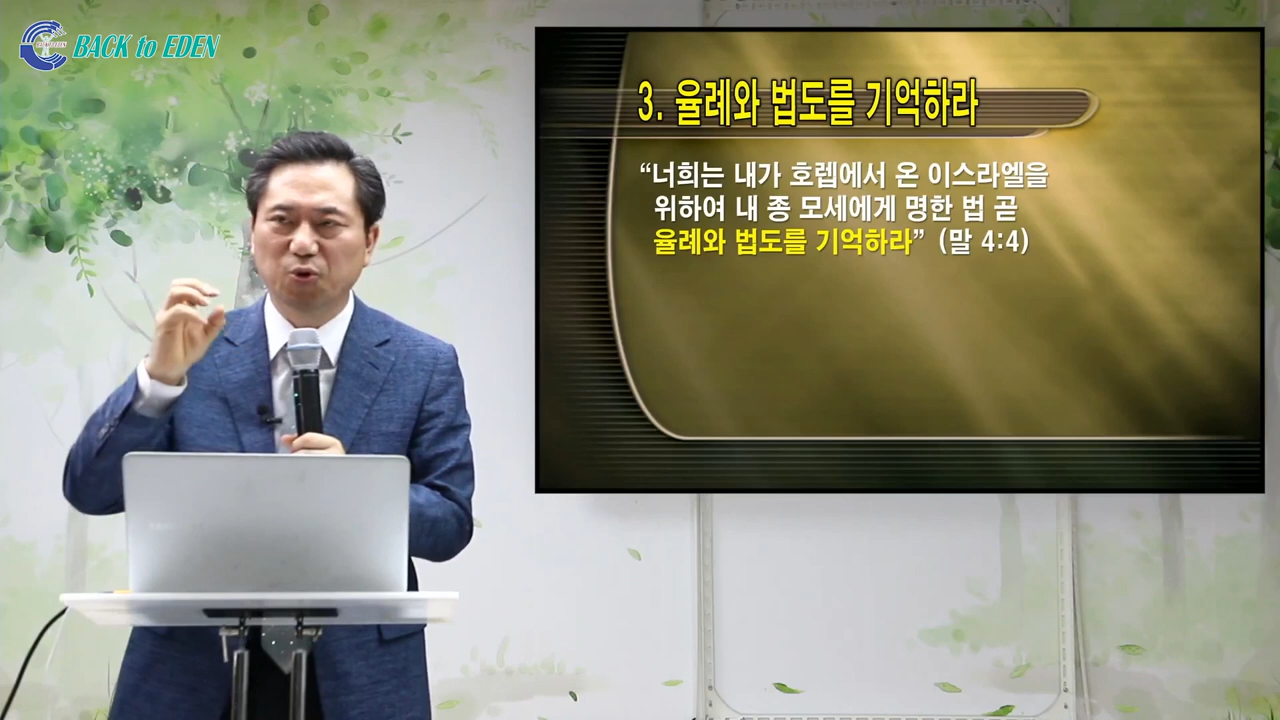 BACK to EDEN
3. 율례와 법도를 기억하라
“너희는 내가 호렙에서 온 이스라엘을
위하여 내 종 모세에게 명한 법 곧
율례와 법도를 기억하라” (말 4:4)